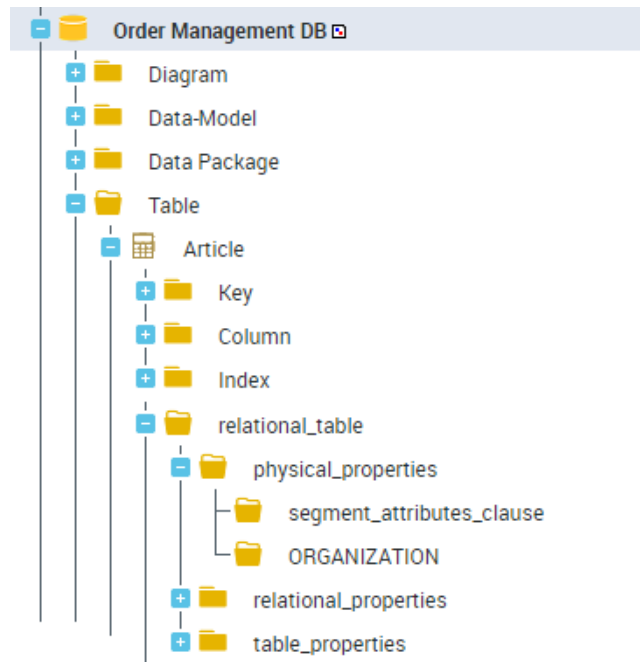 Order Management DB
Diagram
Data-Model
Data Package
Table
Article
Key
Column
Index
relational_table
physical_properties
segment_attributes_clause
ORGANIZATION
relational_properties
table_properties